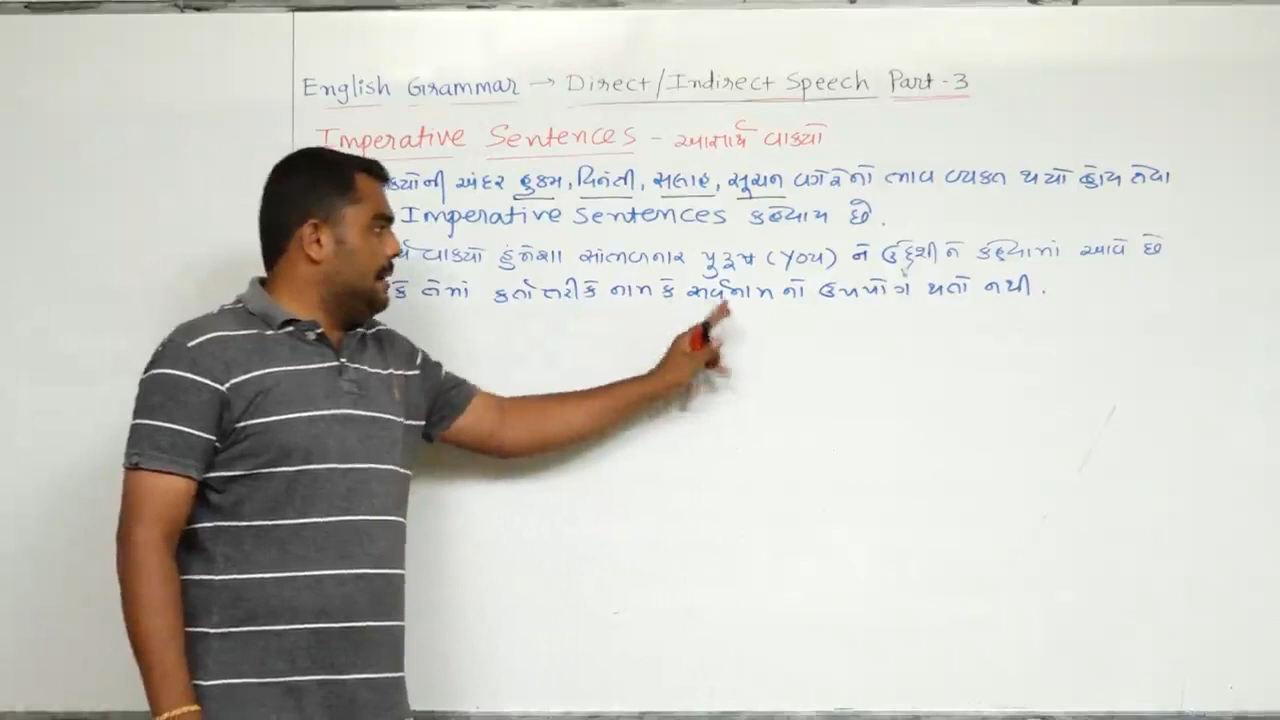 English Grammar → Direct/Indirect Speech Part-3
Imperative Sentences - આજ્ઞાર્થ વાક્યો
ક્યોની અંદર હુકમ, વિનંતી, સલાહ, સૂચન વગેરેનો ભાવ વ્યક્ત થયો હોય તેવા
Imperative Sentences કહેવાય છે.
ર્થ વાક્યો હંમેશા સાંભળનાર પુરૂષ (You) ને ઉદ્દેશીને કહેવામાં આવે છે
કે તેમાં કર્તા તરીકે નામ કે સર્વનામ નો ઉપયોગ થતો નથી.